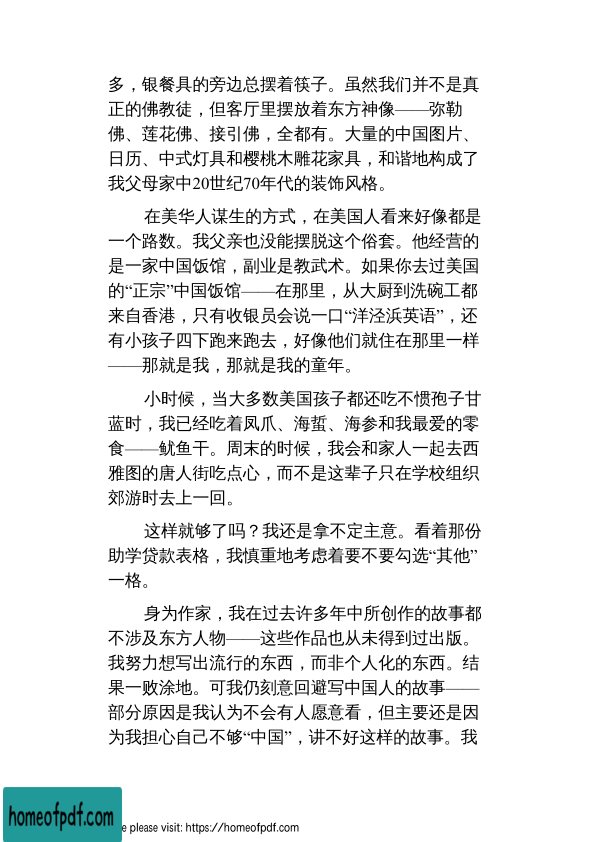 多，银餐具的旁边总摆着筷子。虽然我们并不是真
正的佛教徒，但客厅里摆放着东方神像——弥勒
佛、莲花佛、接引佛，全都有。大量的中国图片、
日历、中式灯具和樱桃木雕花家具，和谐地构成了
我父母家中20世纪70年代的装饰风格。
在美华人谋生的方式，在美国人看来好像都是
一个路数。我父亲也没能摆脱这个俗套。他经营的
是一家中国饭馆，副业是教武术。如果你去过美国
的“正宗”中国饭馆——在那里，从大厨到洗碗工都
来自香港，只有收银员会说一口“洋泾浜英语”，还
有小孩子四下跑来跑去，好像他们就住在那里一样
——那就是我，那就是我的童年。
小时候，当大多数美国孩子都还吃不惯孢子甘
蓝时，我已经吃着凤爪、海蜇、海参和我最爱的零
食——鱿鱼干。周末的时候，我会和家人一起去西
雅图的唐人街吃点心，而不是这辈子只在学校组织
郊游时去上一回。
这样就够了吗？我还是拿不定主意。看着那份
助学贷款表格，我慎重地考虑着要不要勾选“其他”
一格。
身为作家，我在过去许多年中所创作的故事都
不涉及东方人物——这些作品也从未得到过出版。
我努力想写出流行的东西，而非个人化的东西。结
果一败涂地。可我仍刻意回避写中国人的故事——
部分原因是我认为不会有人愿意看，但主要还是因
为我担心自己不够“中国”，讲不好这样的故事。我
homeofpdf.com
e please visit: https://homeofpdf.com